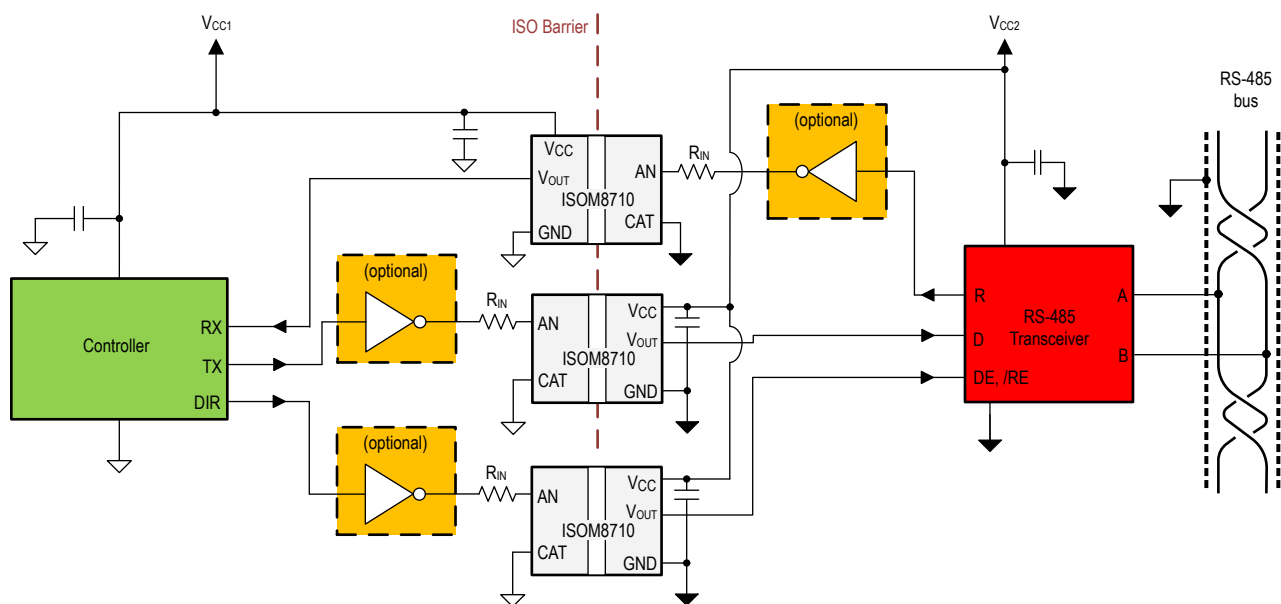 VCC1
ISO Barrier
VCC2
RS-485
bus
(optional)
VCC
VOUT
ISOM8710
GND
AN
CAT
RIN
(optional)
RIN
AN
CAT
ISOM8710
VCC
VOUT
GND
Controller
RX
TX
DIR
R
D
DE, /RE
RS-485
Transceiver
A
B
(optional)
RIN
AN
CAT
ISOM8710
VCC
VOUT
GND